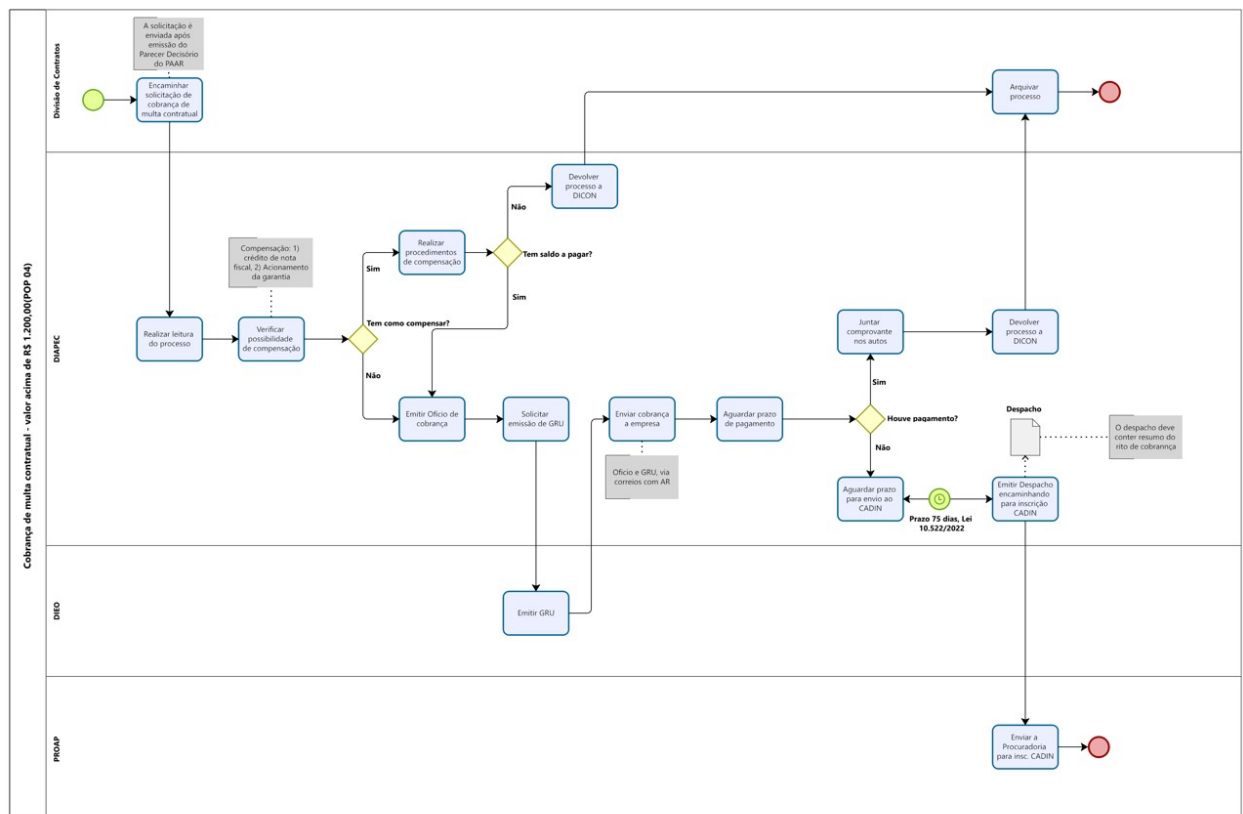 Cobrança de multa contratual - valor acima de R$ 1.200,00(POP 04)
Divisão de Contratos
A solicitação é
enviada após
emissão do
Parecer Decisório
do PAAR
Encaminhar
solicitação de
cobrança de
multa contratual
Arquivar
processo
DIAPEC
Devolver
processo a
DICON
Não
Realizar
procedimentos
de compensação
Tem saldo a pagar?
Sim
Sim
Compensação: 1)
crédito de nota
fiscal, 2) Acionamento
da garantia
Realizar leitura
do processo
Verificar
possibilidade
de compensação
Tem como compensar?
Não
Emitir Ofício de
cobrança
Solicitar
emissão de GRU
Enviar cobrança
a empresa
Ofício e GRU, via
correios com AR
Aguardar prazo
de pagamento
Houve pagamento?
Sim
Juntar
comprovante
nos autos
Devolver
processo a
DICON
Não
Aguardar prazo
para envio ao
CADIN
Prazo 75 dias, Lei
10.522/2022
Despacho
O despacho deve
conter resumo do
rito de cobrannça
Emitir Despacho
encaminhando
para inscrição
CADIN
DIEO
Emitir GRU
PROAP
Enviar a
Procuradoria
para insc. CADIN